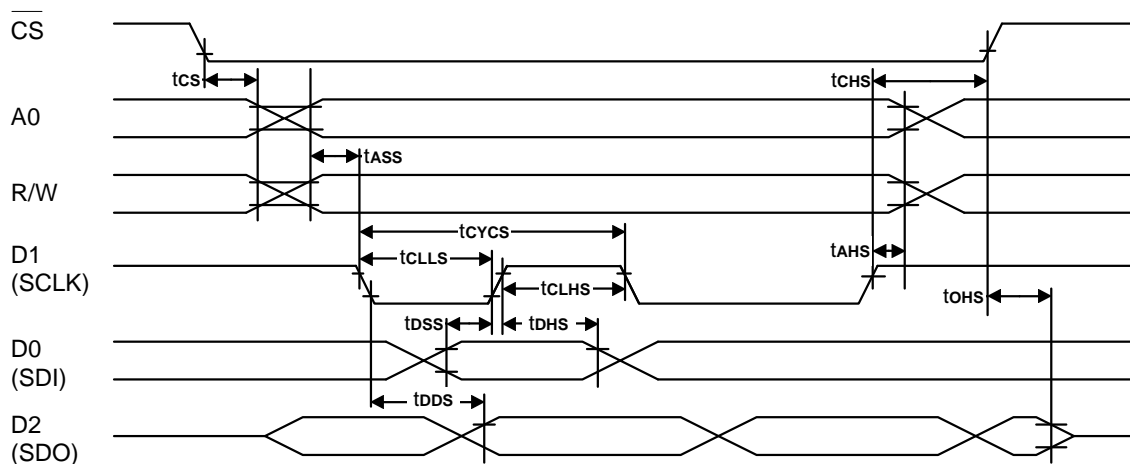 CS
tCS
tCHS
A0
tASS
R/W
tCYCS
D1
(SCLK)
tCLLS
tAHS
tCLHS
tOHS
tDSS
tDHS
D0
(SDI)
tDDS
D2
(SDO)